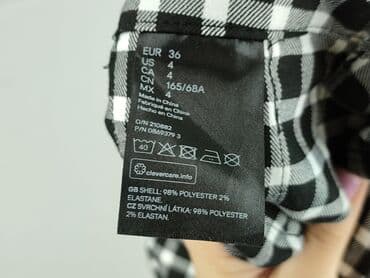 EUR 36
US 4
CA 4
CN 165/68A
MX 4
Made in China
Fabriqué en Chine
Hecho en China
O/N 210882
P/N 0869379 3
40
clevercare.info
GB SHELL: 98% POLYESTER 2%
ELASTANE.
CZ SVRCHNÍ LÁTKA: 98% POLYESTER
2% ELASTAN.